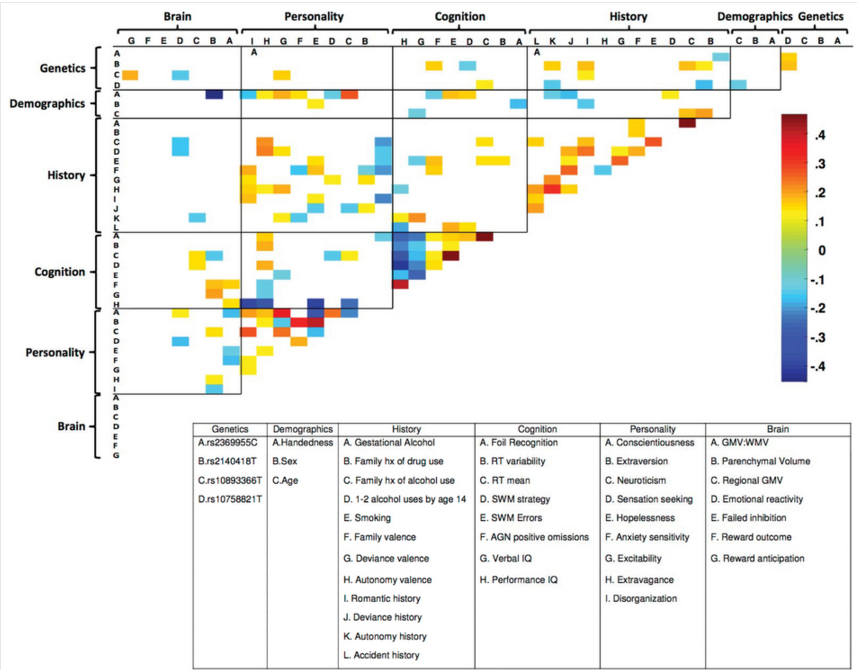 Brain Personality Cognition History Demographics Genetics
G F E D C B A I H G F E D C B H G F E D C B A L K J I H G F E D C B C B A D C B A
A A
Genetics
A
B
C
D
Demographics
A
B
C
History
A
B
C
D
E
F
G
H
I
J
K
L
Cognition
A
B
C
D
E
F
G
H
Personality
A
B
C
D
E
F
G
H
I
Brain
A
B
C
D
E
F
G
.4
.3
.2
.1
0
-.1
-.2
-.3
-.4
Genetics Demographics History Cognition Personality Brain
A.rs2369955C A.Handedness A. Gestational Alcohol A. Foil Recognition A. Conscientiousness A. GMV:WMV
B.rs2140418T B.Sex B. Family hx of drug use B. RT variability B. Extraversion B. Parenchymal Volume
C.rs10893366T C.Age C. Family hx of alcohol use C. RT mean C. Neuroticism C. Regional GMV
D.rs10758821T D. 1-2 alcohol uses by age 14 D. SWM strategy D. Sensation seeking D. Emotional reactivity
E. Smoking E. SWM Errors E. Hopelessness E. Failed inhibition
F. Family valence F. AGN positive omissions F. Anxiety sensitivity F. Reward outcome
G. Deviance valence G. Verbal IQ G. Excitability G. Reward anticipation
H. Autonomy valence H. Performance IQ H. Extravagance
I. Romantic history I. Disorganization
J. Deviance history
K. Autonomy history
L. Accident history